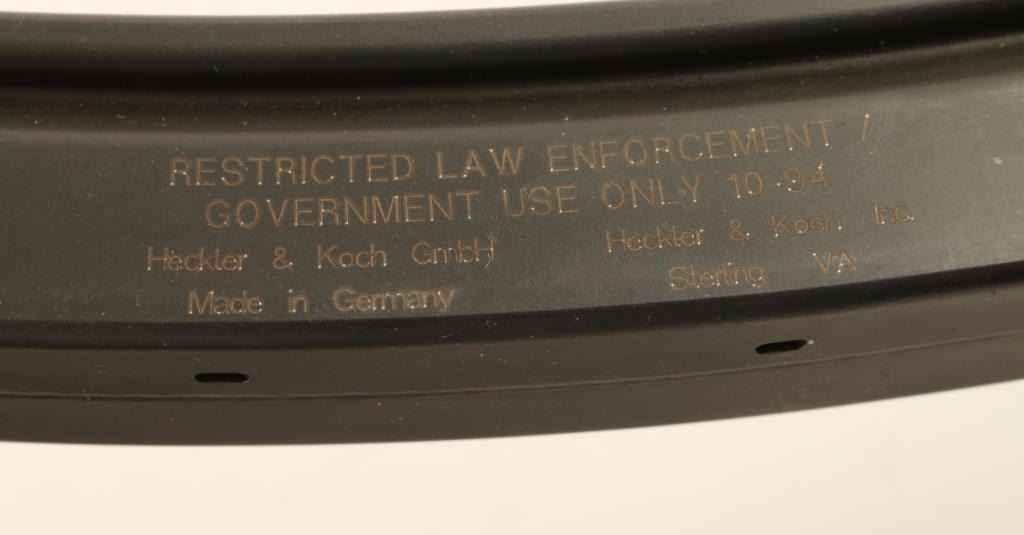 RESTRICTED LAW ENFORCEMENT /
GOVERNMENT USE ONLY 10-94
Heckler & Koch GmbH
Made in Germany
Heckler & Koch Inc.
Sterling VA